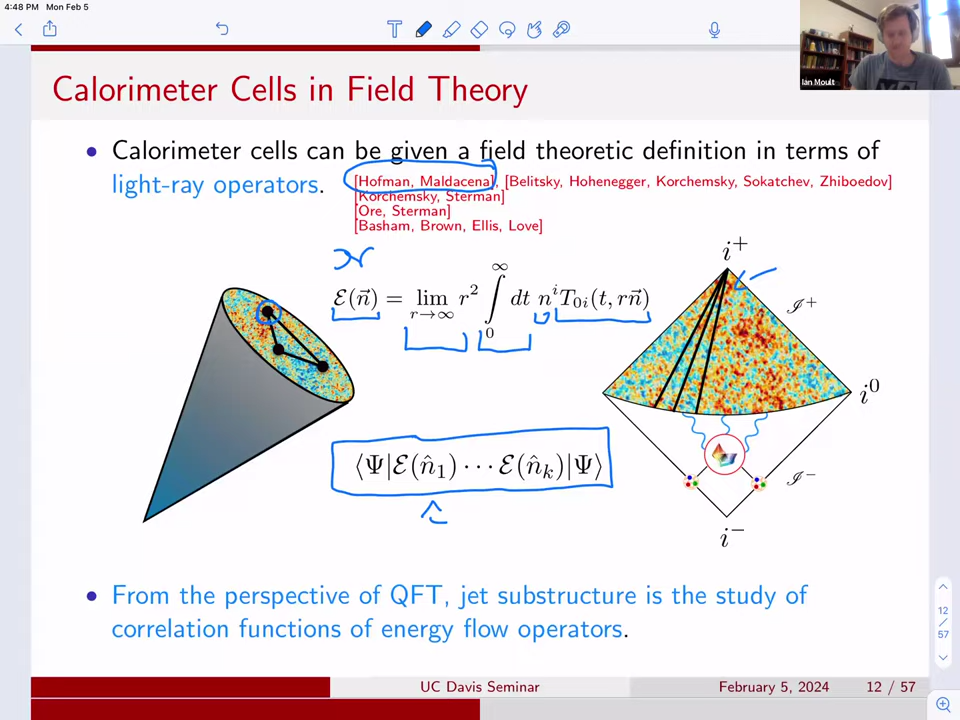 4:48 PM Mon Feb 5
Ian Moult
Calorimeter Cells in Field Theory
• Calorimeter cells can be given a field theoretic definition in terms of
light-ray operators.
[Hofman, Maldacena], [Belitsky, Hohenegger, Korchemsky, Sokatchev, Zhiboedov]
[Korchemsky, Sterman]
[Ore, Sterman]
[Basham, Brown, Ellis, Love]
ℰ(n⃗) = lim_{r→∞} r² ∫₀^∞ dt nⁱT₀ᵢ(t, rn⃗)
i⁺
ℐ⁺
i⁰
⟨Ψ|ℰ(n̂₁) · · · ℰ(n̂ₖ)|Ψ⟩
ℐ⁻
i⁻
• From the perspective of QFT, jet substructure is the study of
correlation functions of energy flow operators.
12
/
57
UC Davis Seminar
February 5, 2024
12 / 57